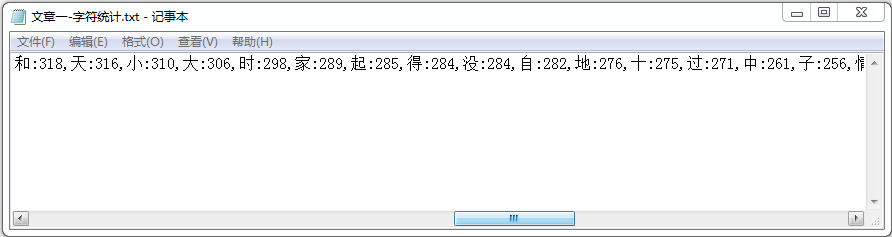 文章一-字符统计.txt - 记事本
文件(F) 编辑(E) 格式(O) 查看(V) 帮助(H)
和:318,天:316,小:310,大:306,时:298,家:289,起:285,得:284,没:284,自:282,地:276,十:275,过:271,中:261,子:256,